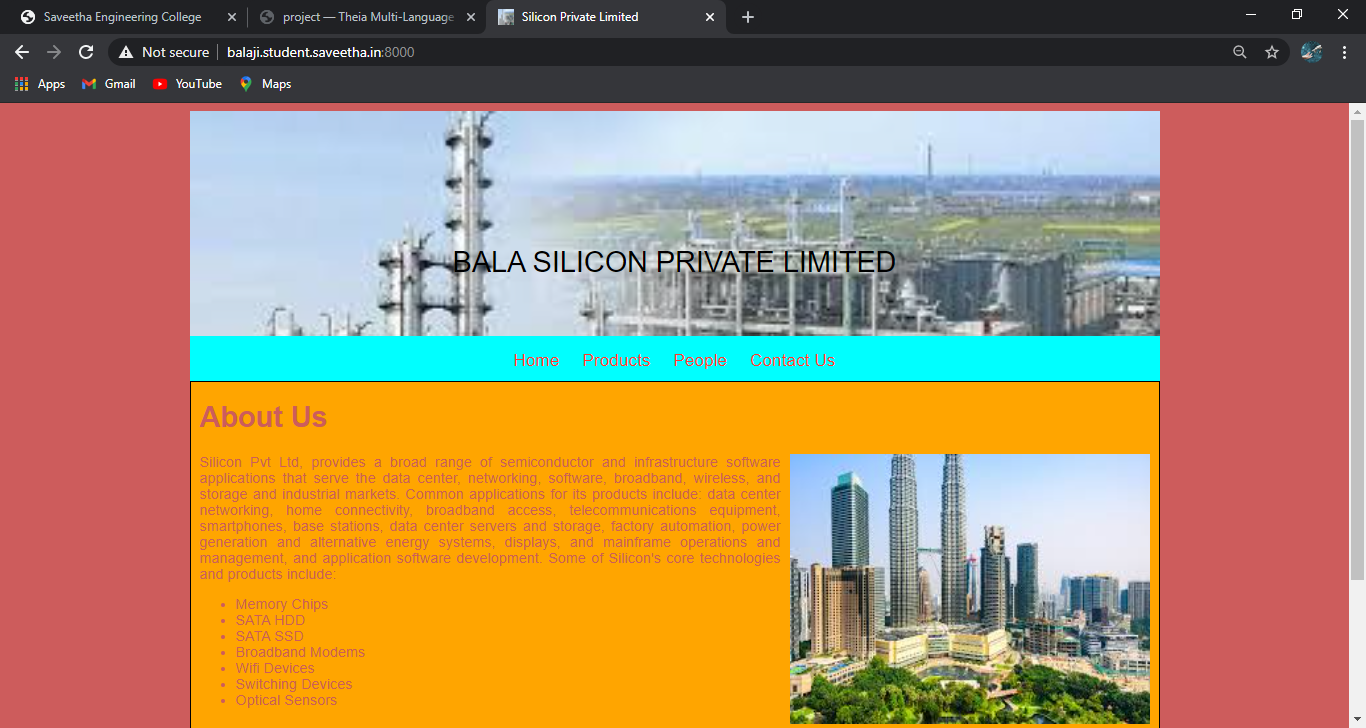 Saveetha Engineering College
project — Theia Multi-Language
Silicon Private Limited
Not secure
balaji.student.saveetha.in:8000
Apps
Gmail
YouTube
Maps
BALA SILICON PRIVATE LIMITED
Home Products People Contact Us
About Us
Silicon Pvt Ltd, provides a broad range of semiconductor and infrastructure software
applications that serve the data center, networking, software, broadband, wireless, and
storage and industrial markets. Common applications for its products include: data center
networking, home connectivity, broadband access, telecommunications equipment,
smartphones, base stations, data center servers and storage, factory automation, power
generation and alternative energy systems, displays, and mainframe operations and
management, and application software development. Some of Silicon's core technologies
and products include:
• Memory Chips
• SATA HDD
• SATA SSD
• Broadband Modems
• Wifi Devices
• Switching Devices
• Optical Sensors